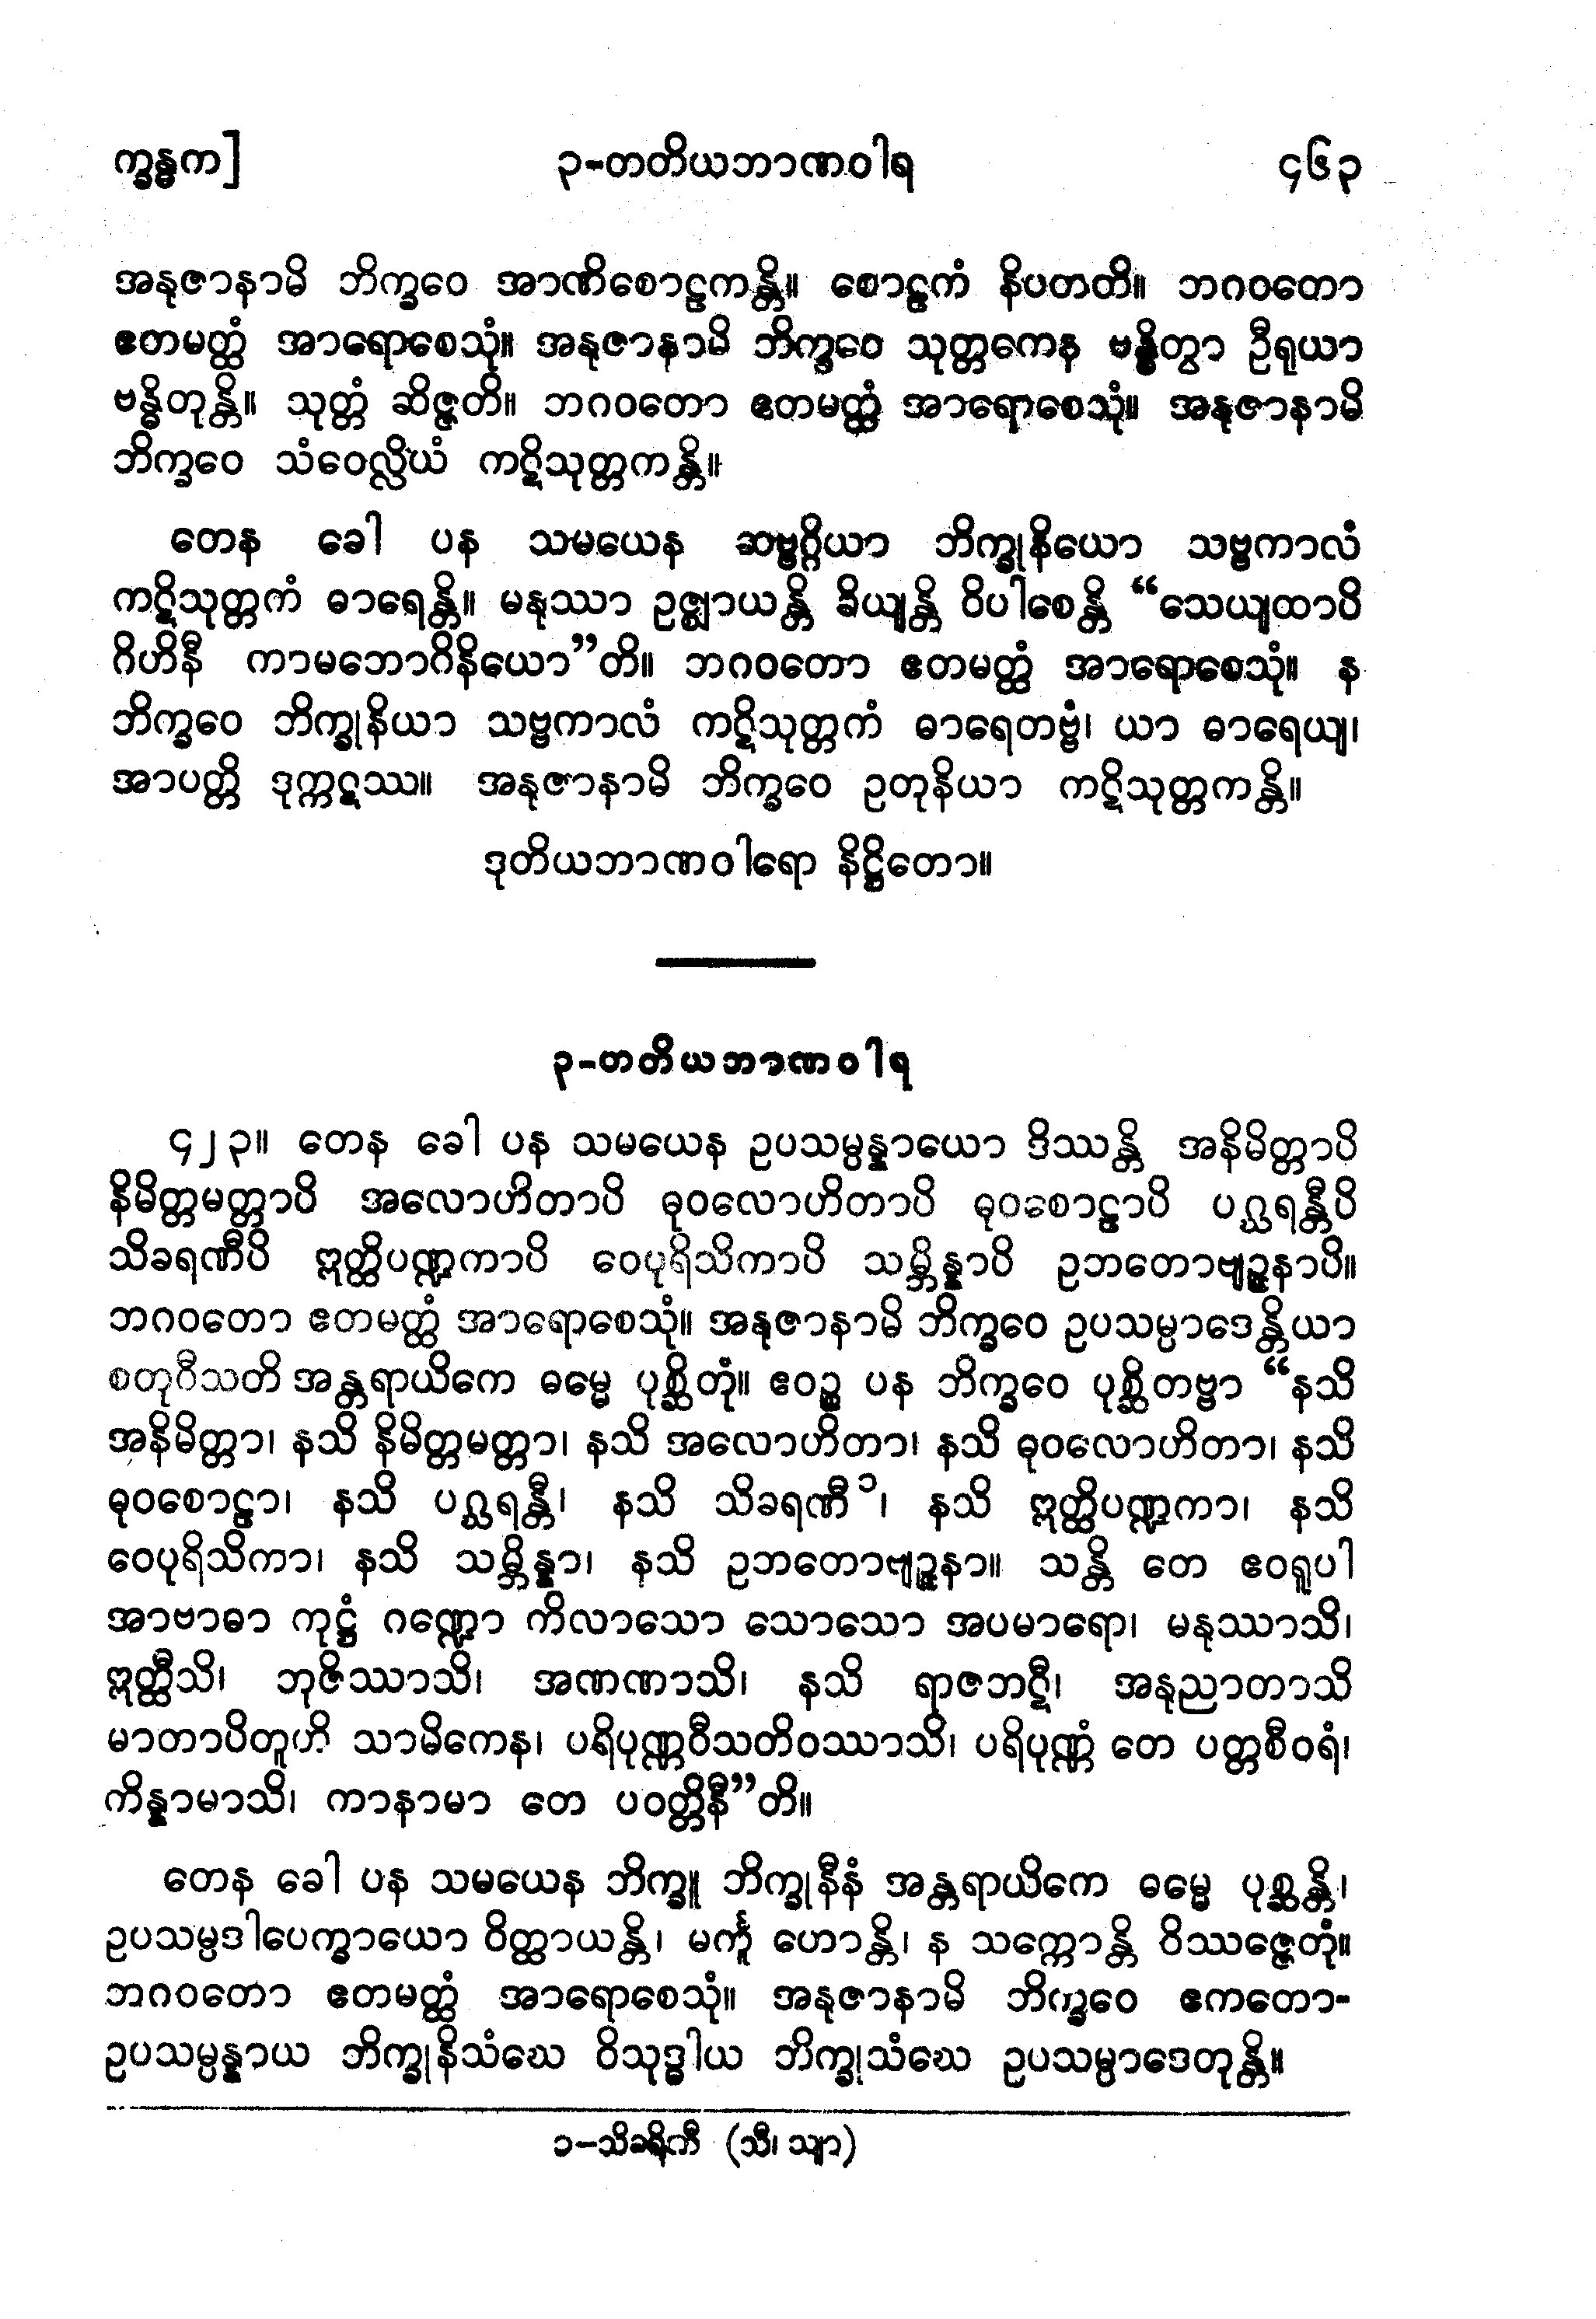 က္ခန္ဓက]
၃-တတိယဘာဏဝါရ
၄၆၃
အနုဇာနာမိ ဘိက္ခဝေ အာဏိစောဠကန္တိ။ စောဠကံ နိပတတိ။ ဘဂဝတော
ဧတမတ္ထံ အာရောစေသုံ။ အနုဇာနာမိ ဘိက္ခဝေ သုတ္တကေန ဗန္ဓိတွာ ဦရုယာ
ဗန္ဓိတုန္တိ။ သုတ္တံ ဆိဇ္ဇတိ။ ဘဂဝတော ဧတမတ္ထံ အာရောစေသုံ။ အနုဇာနာမိ
ဘိက္ခဝေ သံဝေလ္လိယံ ကဋိသုတ္တကန္တိ။
တေန ခေါ ပန သမယေန ဆဗ္ဗဂ္ဂိယာ ဘိက္ခုနိယော သဗ္ဗကာလံ
ကဋိသုတ္တကံ ဓာရေန္တိ။ မနုဿာ ဥဇ္ဈာယန္တိ ခိယျန္တိ ဝိပါစေန္တိ “သေယျထာပိ
ဂိဟိနီ ကာမဘောဂိနိယော”တိ။ ဘဂဝတော ဧတမတ္ထံ အာရောစေသုံ။ န
ဘိက္ခဝေ ဘိက္ခုနိယာ သဗ္ဗကာလံ ကဋိသုတ္တကံ ဓာရေတဗ္ဗံ၊ ယာ ဓာရေယျ၊
အာပတ္တိ ဒုက္ကဋဿ။ အနုဇာနာမိ ဘိက္ခဝေ ဥတုနိယာ ကဋိသုတ္တကန္တိ။
ဒုတိယဘာဏဝါရော နိဋ္ဌိတော။
၃-တတိယဘာဏဝါရ
၄၂၃။ တေန ခေါ ပန သမယေန ဥပသမ္ပန္နာယော ဒိဿန္တိ အနိမိတ္တာပိ
နိမိတ္တမတ္တာပိ အလောဟိတာပိ ဓုဝလောဟိတာပိ ဓုဝစောဠာပိ ပဂ္ဃရန္တီပိ
သိခရဏီပိ ဣတ္ထိပဏ္ဍကာပိ ဝေပုရိသိကာပိ သမ္ဘိန္နာပိ ဥဘတောဗျဉ္ဇနာပိ။
ဘဂဝတော ဧတမတ္ထံ အာရောစေသုံ။ အနုဇာနာမိ ဘိက္ခဝေ ဥပသမ္ပာဒေန္တိယာ
စတုဝီသတိ အန္တရာယိကေ ဓမ္မေ ပုစ္ဆိတုံ။ ဧဝဉ္စ ပန ဘိက္ခဝေ ပုစ္ဆိတဗ္ဗာ “နသိ
အနိမိတ္တာ၊ နသိ နိမိတ္တမတ္တာ၊ နသိ အလောဟိတာ၊ နသိ ဓုဝလောဟိတာ၊ နသိ
ဓုဝစောဠာ၊ နသိ ပဂ္ဃရန္တီ၊ နသိ သိခရဏီ၁၊ နသိ ဣတ္ထိပဏ္ဍကာ၊ နသိ
ဝေပုရိသိကာ၊ နသိ သမ္ဘိန္နာ၊ နသိ ဥဘတောဗျဉ္ဇနာ။ သန္တိ တေ ဧဝရူပါ
အာဗာဓာ ကုဋ္ဌံ ဂဏ္ဍော ကိလာသော သောသော အပမာရော၊ မနုဿာသိ၊
ဣတ္ထီသိ၊ ဘုဇိဿာသိ၊ အဏဏာသိ၊ နသိ ရာဇဘဋီ၊ အနုညာတာသိ
မာတာပိတူဟိ သာမိကေန၊ ပရိပုဏ္ဏဝီသတိဝဿာသိ၊ ပရိပုဏ္ဏံ တေ ပတ္တစီဝရံ၊
ကိန္နာမာသိ၊ ကာနာမာ တေ ပဝတ္တိနီ”တိ။
တေန ခေါ ပန သမယေန ဘိက္ခူ ဘိက္ခုနီနံ အန္တရာယိကေ ဓမ္မေ ပုစ္ဆန္တိ၊
ဥပသမ္ပဒါပေက္ခာယော ဝိတ္ထာယန္တိ၊ မင်္ကူ ဟောန္တိ၊ န သက္ကောန္တိ ဝိဿဇ္ဇေတုံ။
ဘဂဝတော ဧတမတ္ထံ အာရောစေသုံ။ အနုဇာနာမိ ဘိက္ခဝေ ဧကတော-
ဥပသမ္ပန္နာယ ဘိက္ခုနိသံဃေ ဝိသုဒ္ဓါယ ဘိက္ခုသံဃေ ဥပသမ္ပာဒေတုန္တိ။
၁-သိခရိဏီ (သီ၊ သျာ)